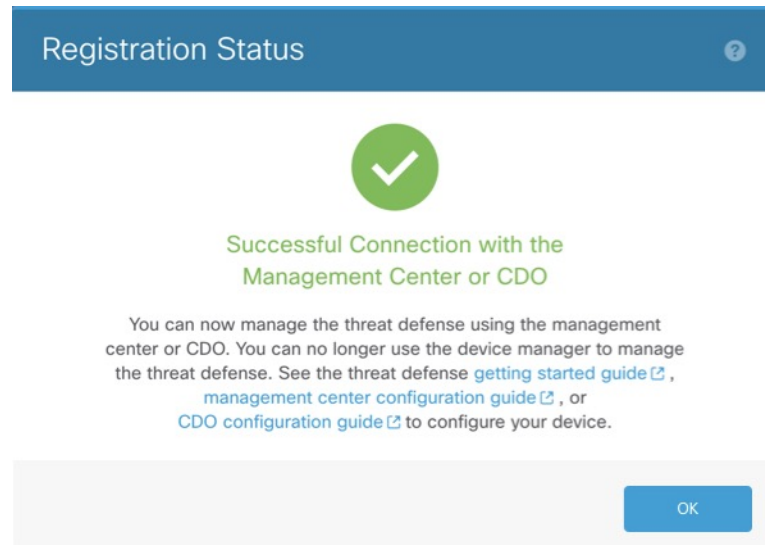 Registration Status
?
Successful Connection with the
Management Center or CDO
You can now manage the threat defense using the management
center or CDO. You can no longer use the device manager to manage
the threat defense. See the threat defense getting started guide ,
management center configuration guide , or
CDO configuration guide to configure your device.
OK